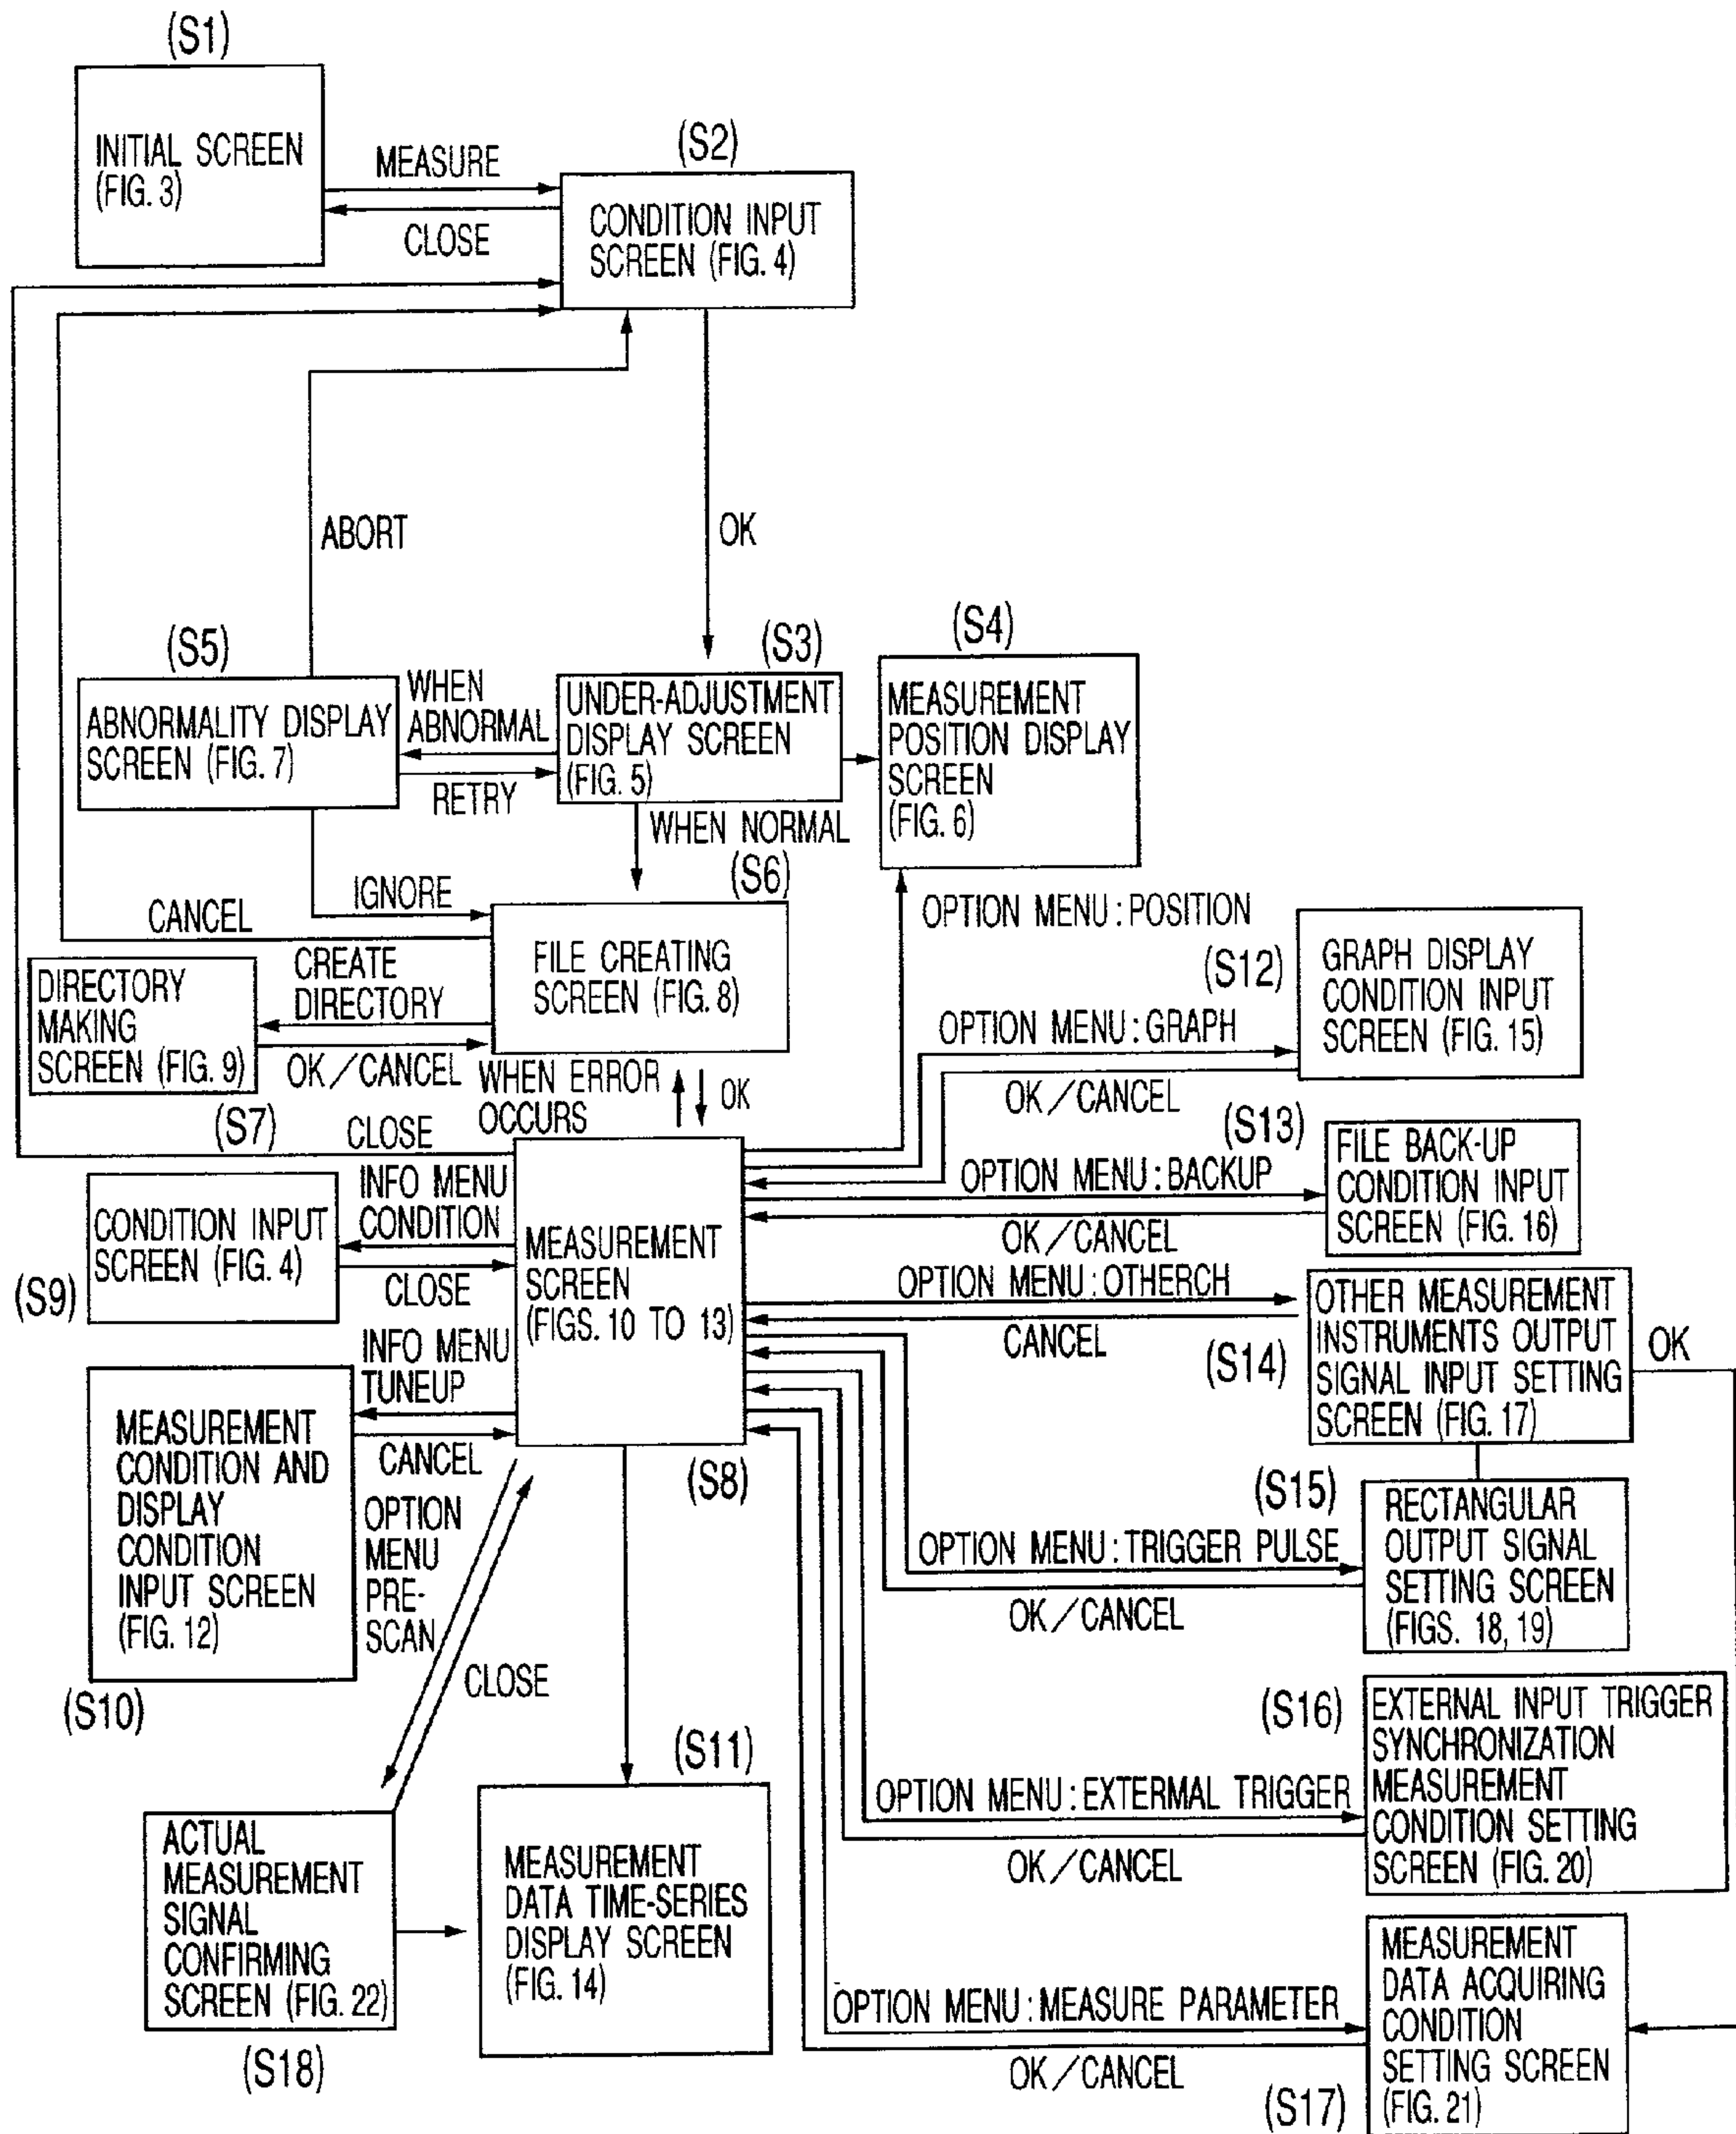 (S1)
INITIAL SCREEN
(FIG. 3)
MEASURE
CLOSE
(S2)
CONDITION INPUT
SCREEN (FIG. 4)
ABORT
OK
(S5)
ABNORMALITY DISPLAY
SCREEN (FIG. 7)
WHEN
ABNORMAL
RETRY
(S3)
UNDER-ADJUSTMENT
DISPLAY SCREEN
(FIG. 5)
(S4)
MEASUREMENT
POSITION DISPLAY
SCREEN
(FIG. 6)
WHEN NORMAL
(S6)
IGNORE
CANCEL
FILE CREATING
SCREEN (FIG. 8)
CREATE
DIRECTORY
DIRECTORY
MAKING
SCREEN (FIG. 9)
OK/CANCEL
(S7)
WHEN ERROR
OCCURS
OK
CLOSE
OPTION MENU:POSITION
(S12)
GRAPH DISPLAY
CONDITION INPUT
SCREEN (FIG. 15)
OPTION MENU:GRAPH
OK/CANCEL
(S13)
FILE BACK-UP
CONDITION INPUT
SCREEN (FIG. 16)
OPTION MENU:BACKUP
OK/CANCEL
INFO MENU
CONDITION
CONDITION INPUT
SCREEN (FIG. 4)
(S9)
CLOSE
MEASUREMENT
SCREEN
(FIGS. 10 TO 13)
(S8)
OPTION MENU:OTHERCH
CANCEL
(S14)
OTHER MEASUREMENT
INSTRUMENTS OUTPUT
SIGNAL INPUT SETTING
SCREEN (FIG. 17)
OK
INFO MENU
TUNEUP
CANCEL
MEASUREMENT
CONDITION AND
DISPLAY
CONDITION
INPUT SCREEN
(FIG. 12)
(S10)
OPTION
MENU
PRE-
SCAN
CLOSE
(S15)
RECTANGULAR
OUTPUT SIGNAL
SETTING SCREEN
(FIGS. 18, 19)
OPTION MENU:TRIGGER PULSE
OK/CANCEL
(S16)
EXTERNAL INPUT TRIGGER
SYNCHRONIZATION
MEASUREMENT
CONDITION SETTING
SCREEN (FIG. 20)
OPTION MENU:EXTERMAL TRIGGER
OK/CANCEL
(S11)
MEASUREMENT
DATA TIME-SERIES
DISPLAY SCREEN
(FIG. 14)
ACTUAL
MEASUREMENT
SIGNAL
CONFIRMING
SCREEN (FIG. 22)
(S18)
OPTION MENU:MEASURE PARAMETER
OK/CANCEL
(S17)
MEASUREMENT
DATA ACQUIRING
CONDITION
SETTING SCREEN
(FIG. 21)